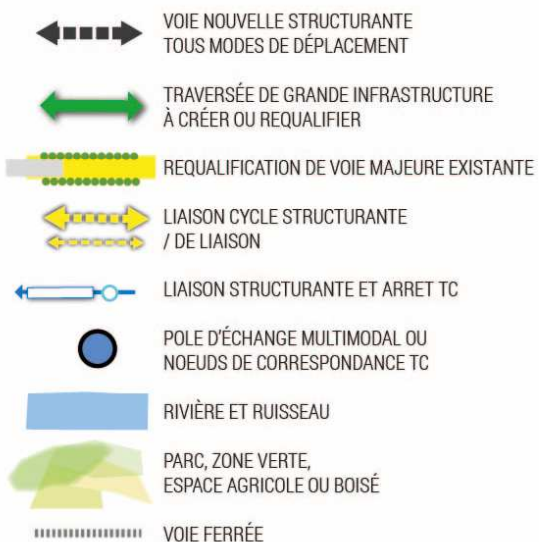 VOIE NOUVELLE STRUCTURANTE
TOUS MODES DE DÉPLACEMENT
TRAVERSÉE DE GRANDE INFRASTRUCTURE
À CRÉER OU REQUALIFIER
REQUALIFICATION DE VOIE MAJEURE EXISTANTE
LIAISON CYCLE STRUCTURANTE
/ DE LIAISON
LIAISON STRUCTURANTE ET ARRET TC
POLE D'ÉCHANGE MULTIMODAL OU
NOEUDS DE CORRESPONDANCE TC
RIVIÈRE ET RUISSEAU
PARC, ZONE VERTE,
ESPACE AGRICOLE OU BOISÉ
VOIE FERRÉE